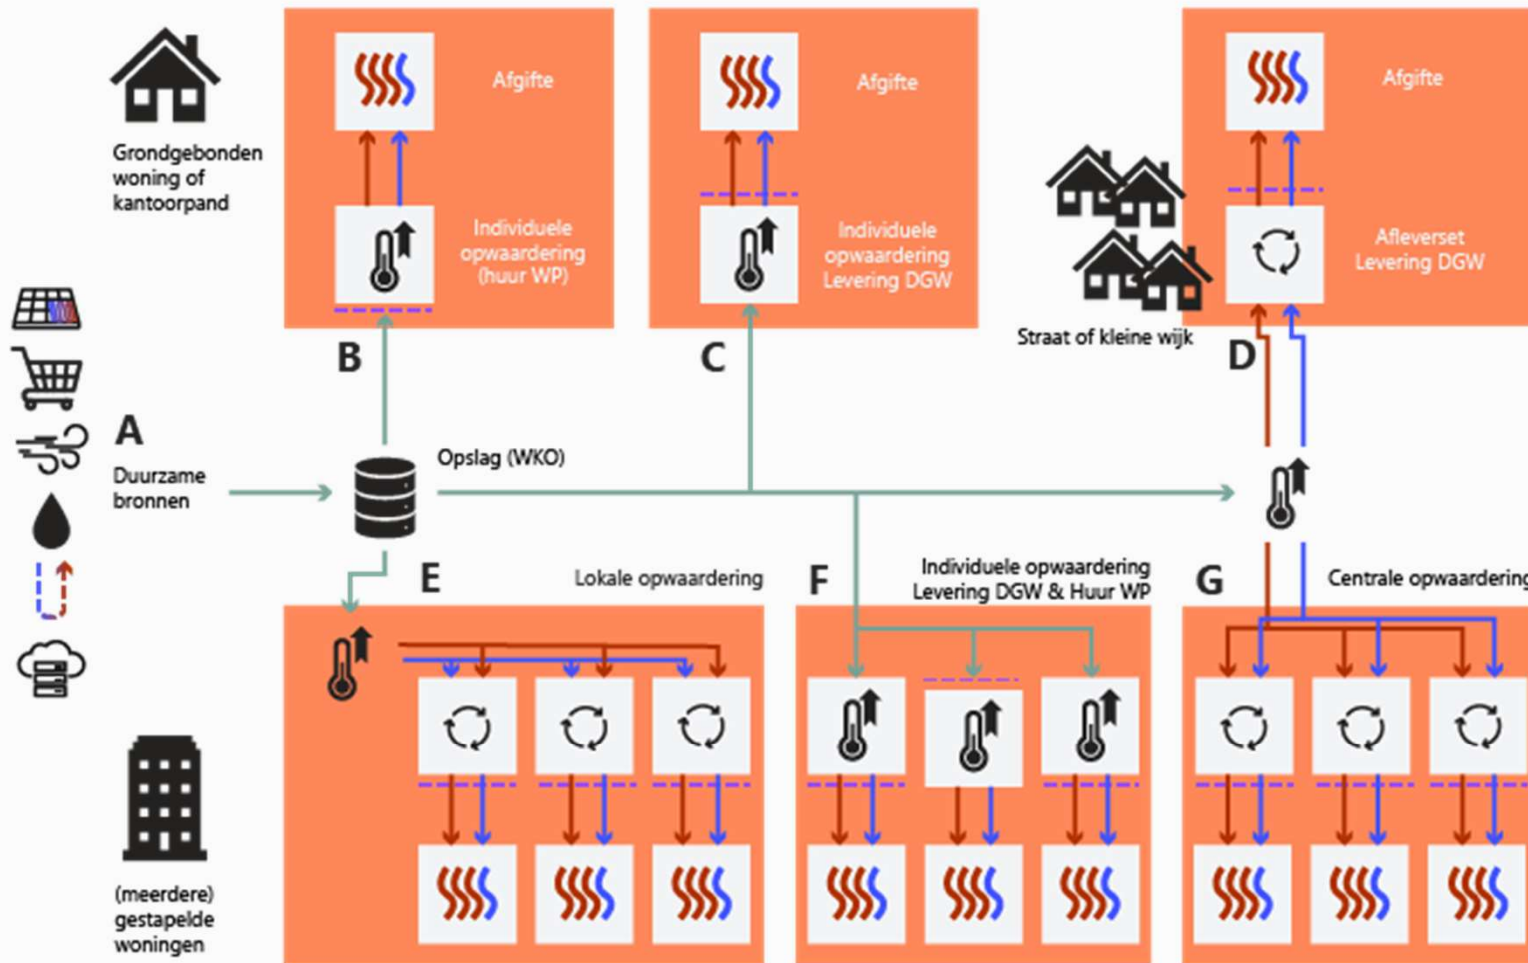 Grondgebonden
woning of
kantoorpand
Afgifte
Individuele
opwaardering
(huur WP)
B
Afgifte
Individuele
opwaardering
Levering DGW
C
Afgifte
Afleverset
Levering DGW
Straat of kleine wijk
D
A
Duurzame
bronnen
Opslag (WKO)
E
Lokale opwaardering
F
Individuele opwaardering
Levering DGW & Huur WP
G
Centrale opwaardering
(meerdere)
gestapelde
woningen